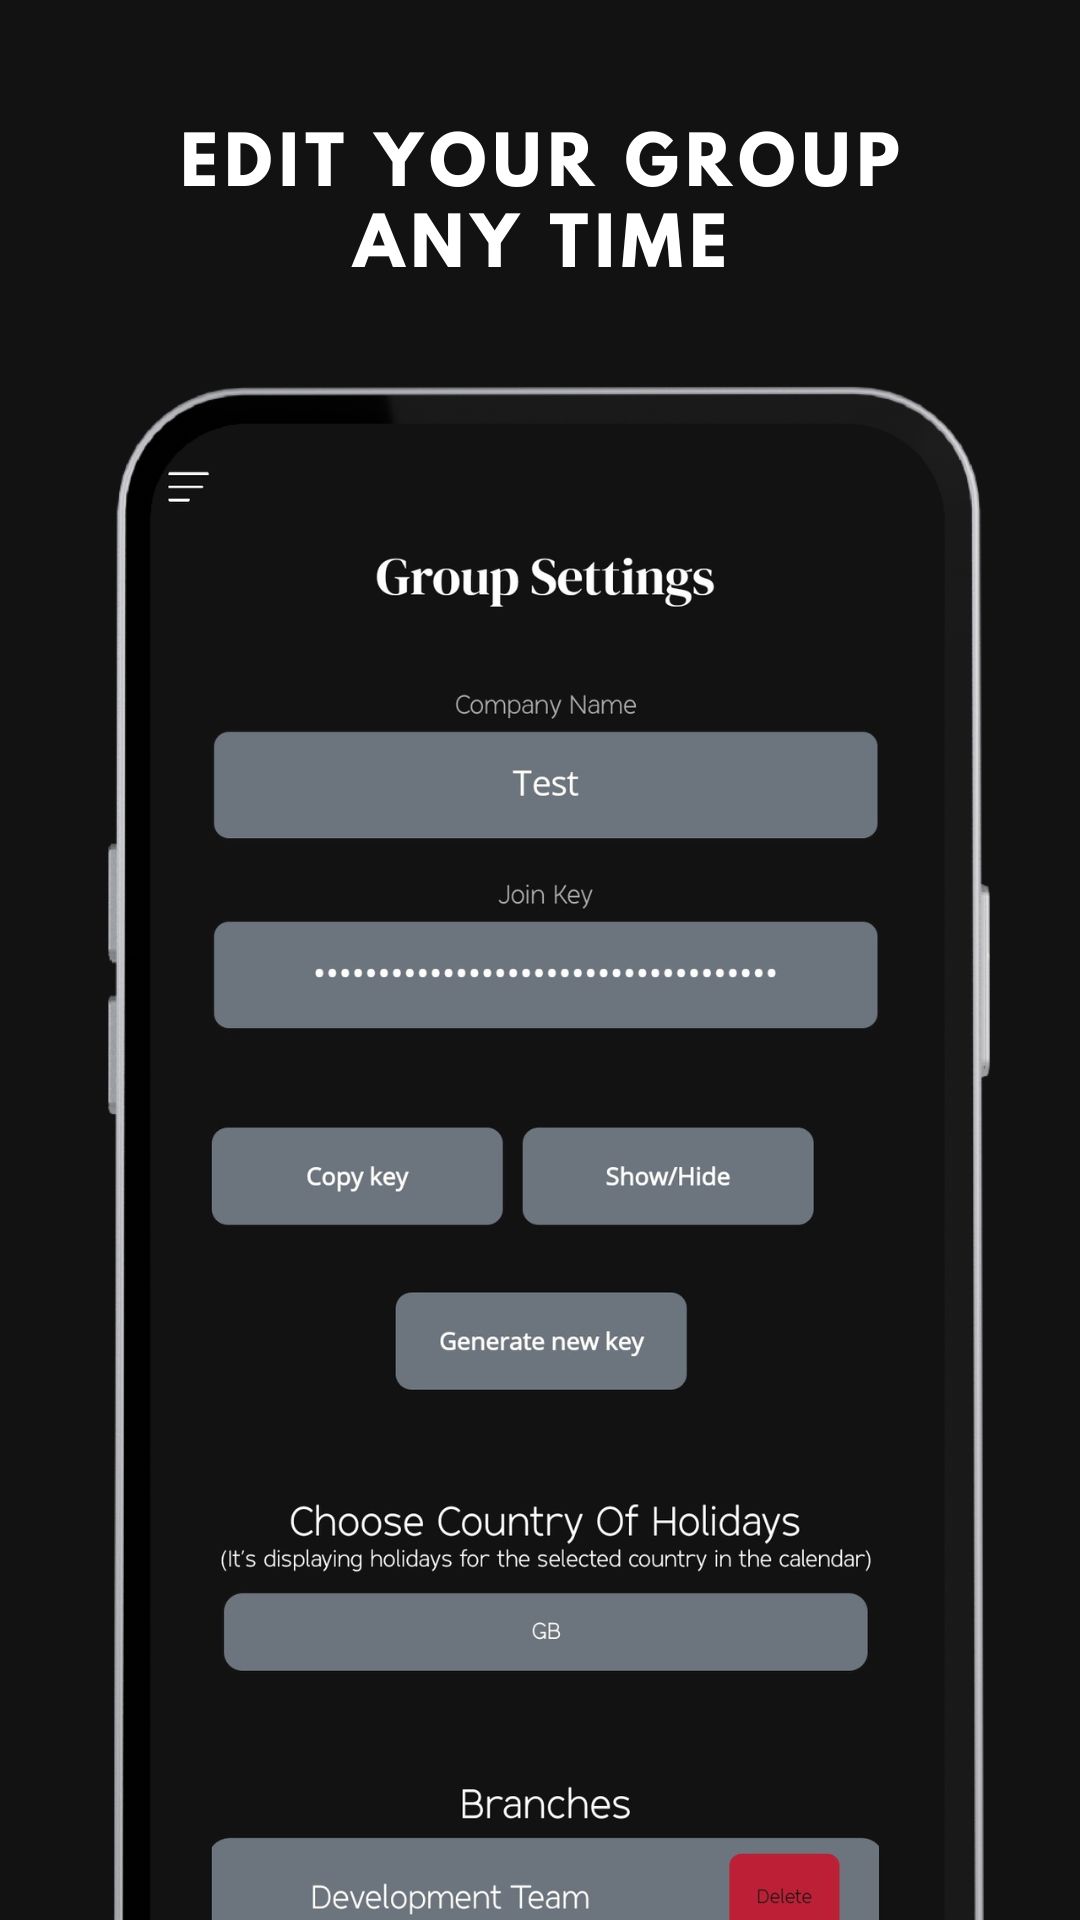 EDIT YOUR GROUP
ANY TIME
Group Settings
Company Name
Test
Join Key
••••••••••••••••••••••••••••••••••••
Copy key
Show/Hide
Generate new key
Choose Country Of Holidays
(It's displaying holidays for the selected country in the calendar)
GB
Branches
Development Team
Delete